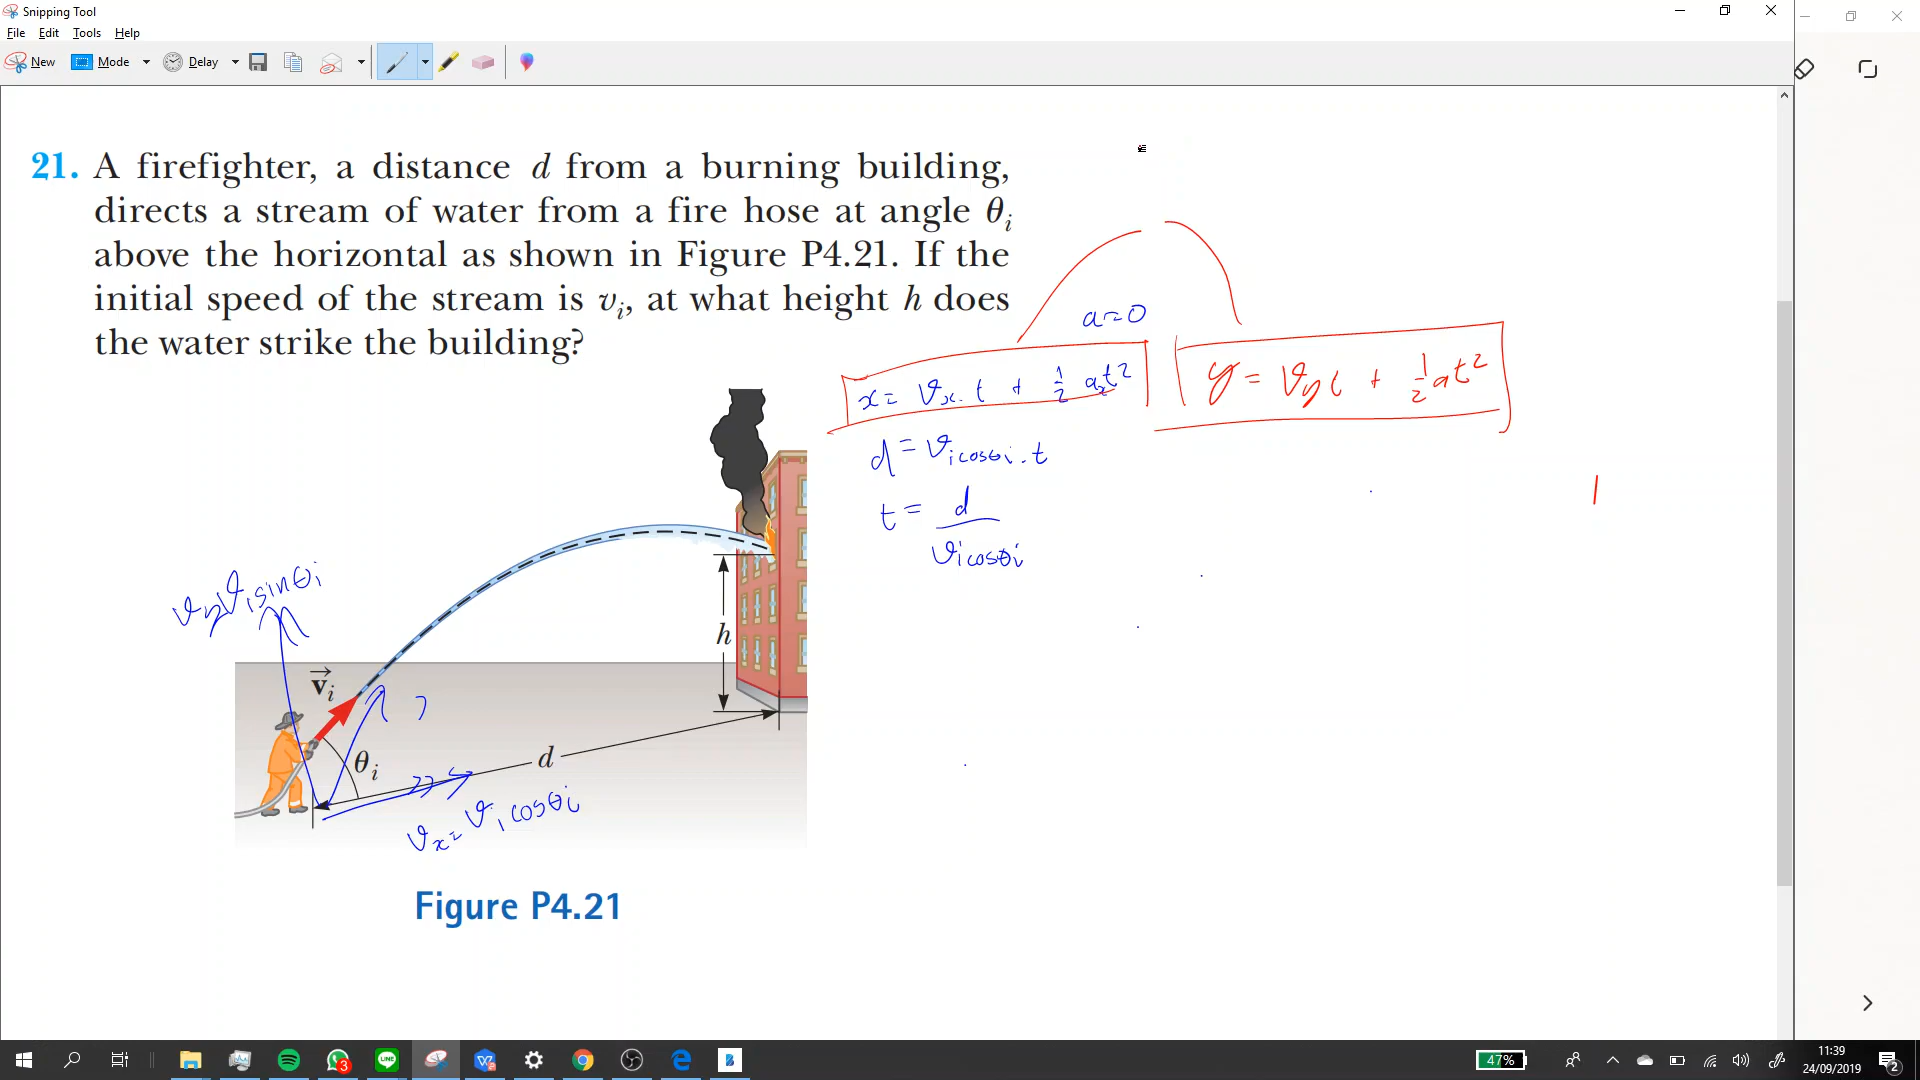 Snipping Tool
File Edit Tools Help
New Mode Delay
21. A firefighter, a distance d from a burning building,
directs a stream of water from a fire hose at angle θi
above the horizontal as shown in Figure P4.21. If the
initial speed of the stream is vi, at what height h does
the water strike the building?
a=0
x = vx.t + 1/2 axt²
y = vyt + 1/2 at²
d = vi cosθi . t
t = d / vi cosθi
vy vi sinθi
h
vi
θi
d
vx = vi cosθi
Figure P4.21
3
47%
11:39
24/09/2019
2